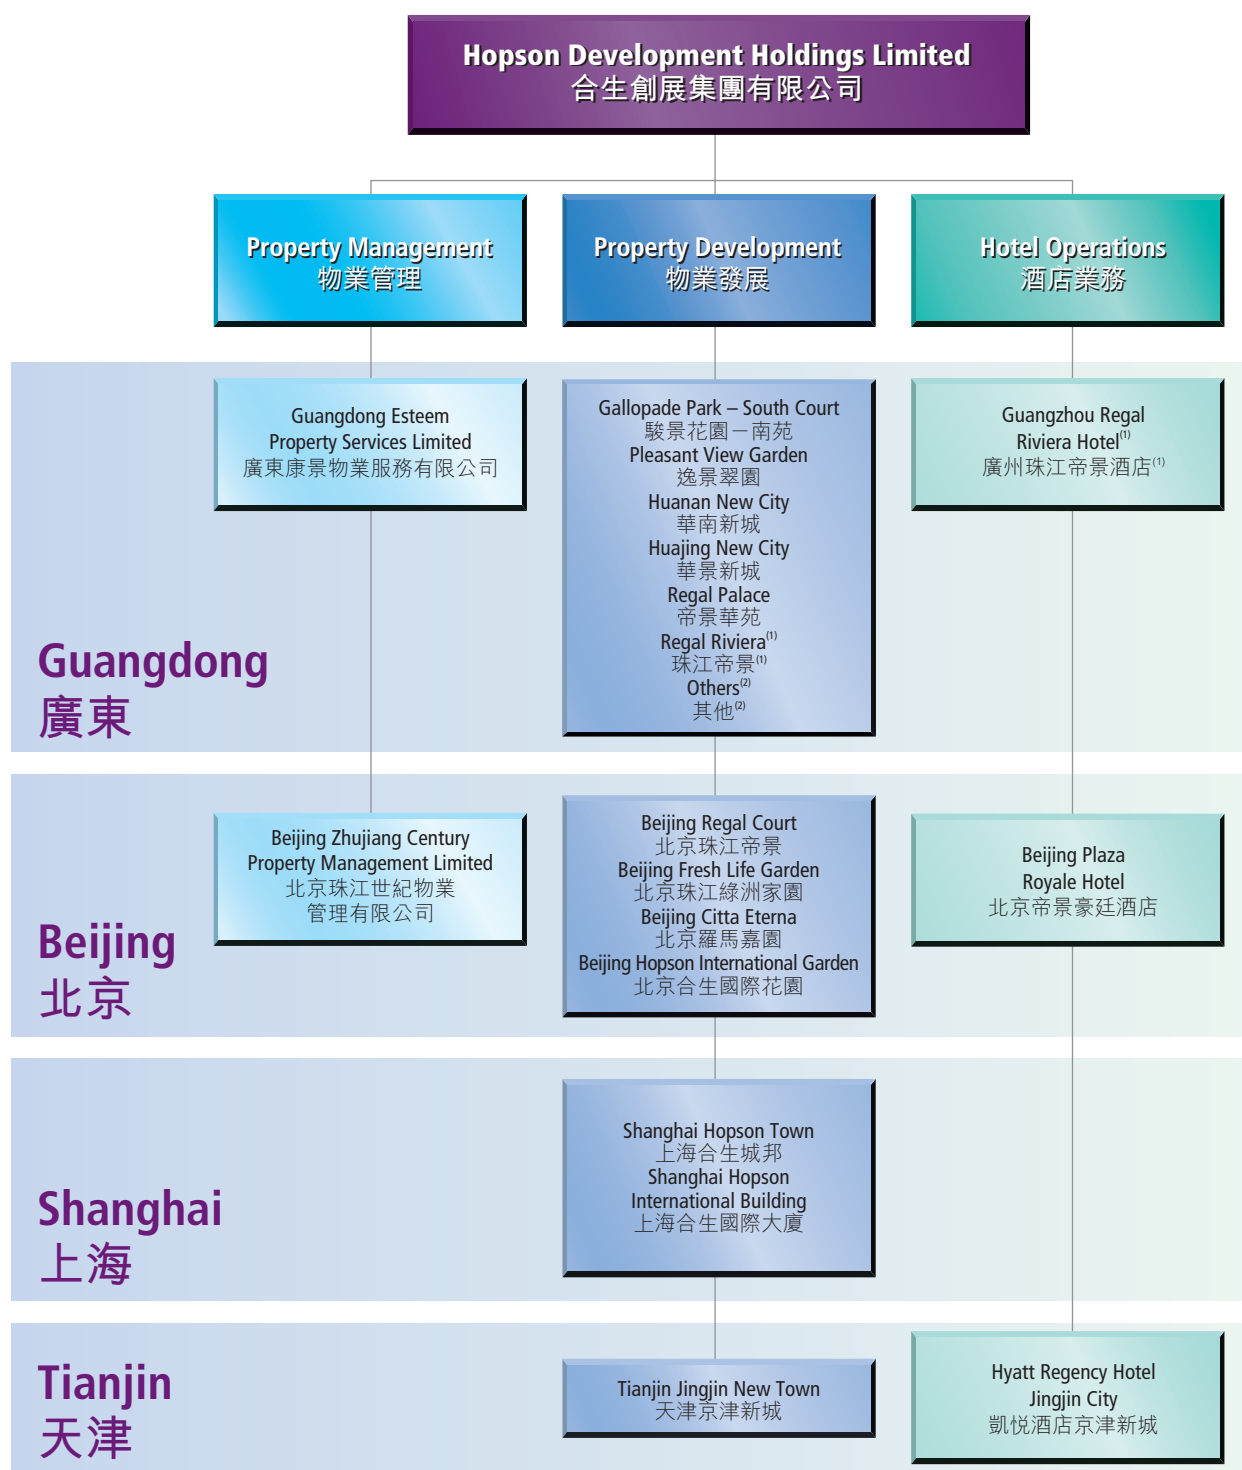 Hopson Development Holdings Limited
合生創展集團有限公司
Property Management
物業管理
Property Development
物業發展
Hotel Operations
酒店業務
Guangdong
廣東
Guangdong Esteem
Property Services Limited
廣東康景物業服務有限公司
Gallopade Park – South Court
駿景花園－南苑
Pleasant View Garden
逸景翠園
Huanan New City
華南新城
Huajing New City
華景新城
Regal Palace
帝景華苑
Regal Riviera(1)
珠江帝景(1)
Others(2)
其他(2)
Guangzhou Regal
Riviera Hotel(1)
廣州珠江帝景酒店(1)
Beijing
北京
Beijing Zhujiang Century
Property Management Limited
北京珠江世紀物業
管理有限公司
Beijing Regal Court
北京珠江帝景
Beijing Fresh Life Garden
北京珠江綠洲家園
Beijing Citta Eterna
北京羅馬嘉園
Beijing Hopson International Garden
北京合生國際花園
Beijing Plaza
Royale Hotel
北京帝景豪廷酒店
Shanghai
上海
Shanghai Hopson Town
上海合生城邦
Shanghai Hopson
International Building
上海合生國際大廈
Tianjin
天津
Tianjin Jingjin New Town
天津京津新城
Hyatt Regency Hotel
Jingjin City
凱悦酒店京津新城